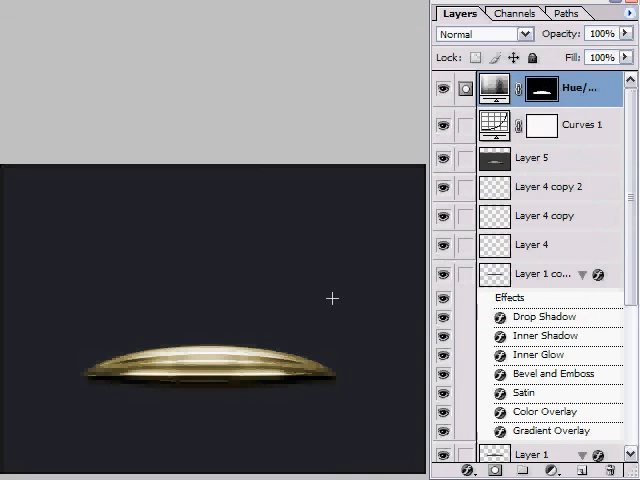 Layers Channels Paths
Normal Opacity: 100%
Lock: Fill: 100%
Hue/...
Curves 1
Layer 5
Layer 4 copy 2
Layer 4 copy
Layer 4
Layer 1 co...
Effects
Drop Shadow
Inner Shadow
Inner Glow
Bevel and Emboss
Satin
Color Overlay
Gradient Overlay
Layer 1